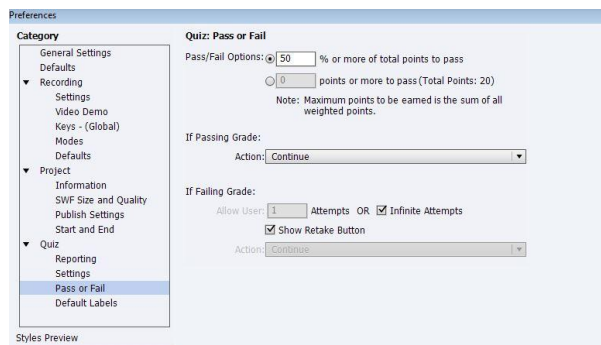 Preferences
Category
General Settings
Defaults
Recording
Settings
Video Demo
Keys - (Global)
Modes
Defaults
Project
Information
SWF Size and Quality
Publish Settings
Start and End
Quiz
Reporting
Settings
Pass or Fail
Default Labels
Styles Preview
Quiz: Pass or Fail
Pass/Fail Options: 50 % or more of total points to pass
0 points or more to pass (Total Points: 20)
Note: Maximum points to be earned is the sum of all
weighted points.
If Passing Grade:
Action: Continue
If Failing Grade:
Allow User: 1 Attempts OR Infinite Attempts
Show Retake Button
Action: Continue